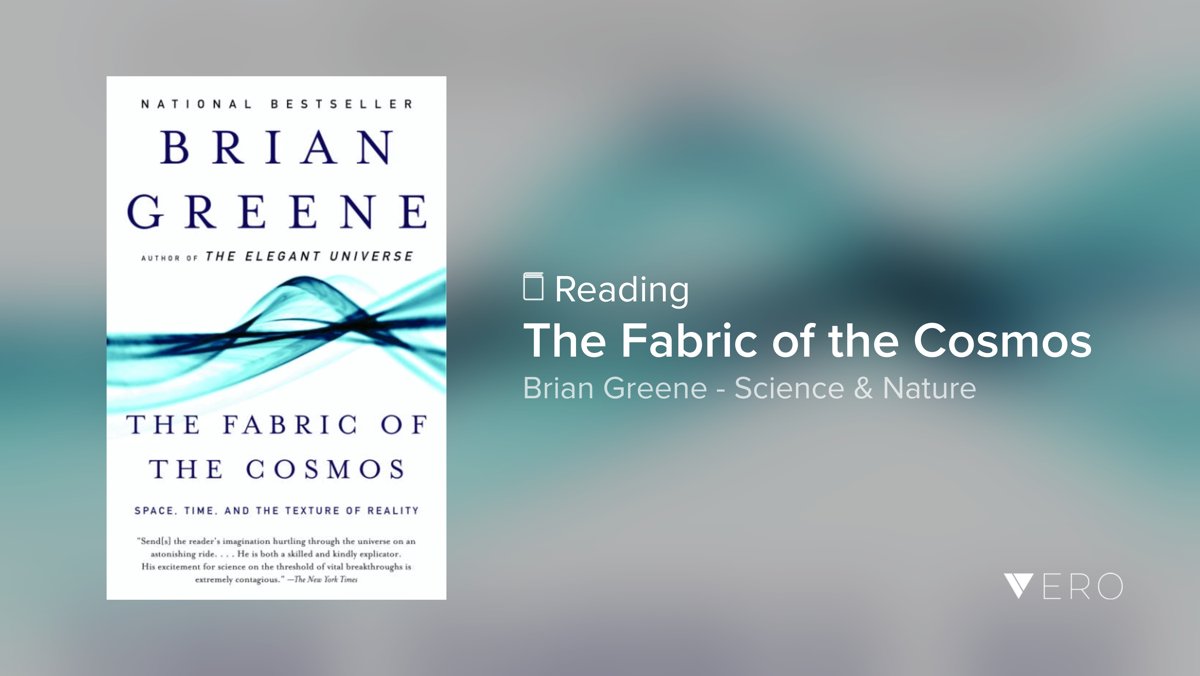 NATIONAL BESTSELLER
BRIAN
GREENE
AUTHOR OF THE ELEGANT UNIVERSE
THE FABRIC OF
THE COSMOS
SPACE, TIME, AND THE TEXTURE OF REALITY
"Send[s] the reader's imagination hurtling through the universe on an
astonishing ride. . . . He is both a skilled and kindly explicator.
His excitement for science on the threshold of vital breakthroughs is
extremely contagious." —The New York Times
Reading
The Fabric of the Cosmos
Brian Greene - Science & Nature
VERO